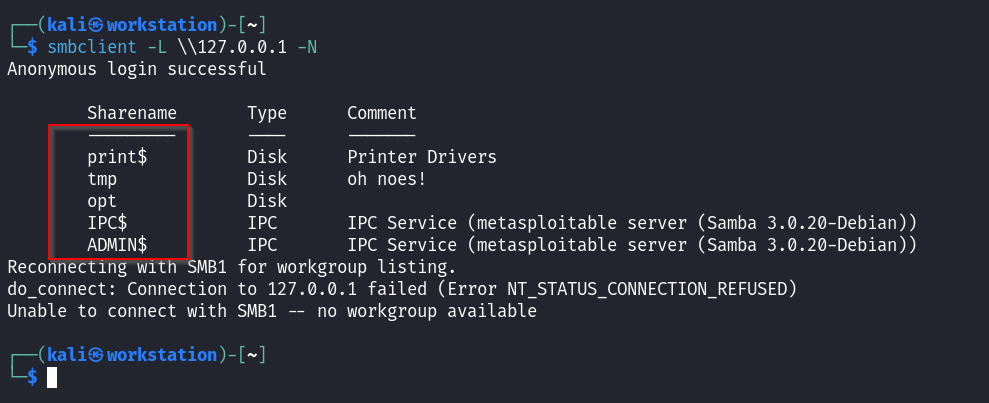 ┌──(kali㉿workstation)-[~]
└─$ smbclient -L \\127.0.0.1 -N
Anonymous login successful
Sharename Type Comment
--------- ---- -------
print$ Disk Printer Drivers
tmp Disk oh noes!
opt Disk
IPC$ IPC IPC Service (metasploitable server (Samba 3.0.20-Debian))
ADMIN$ IPC IPC Service (metasploitable server (Samba 3.0.20-Debian))
Reconnecting with SMB1 for workgroup listing.
do_connect: Connection to 127.0.0.1 failed (Error NT_STATUS_CONNECTION_REFUSED)
Unable to connect with SMB1 -- no workgroup available
┌──(kali㉿workstation)-[~]
└─$